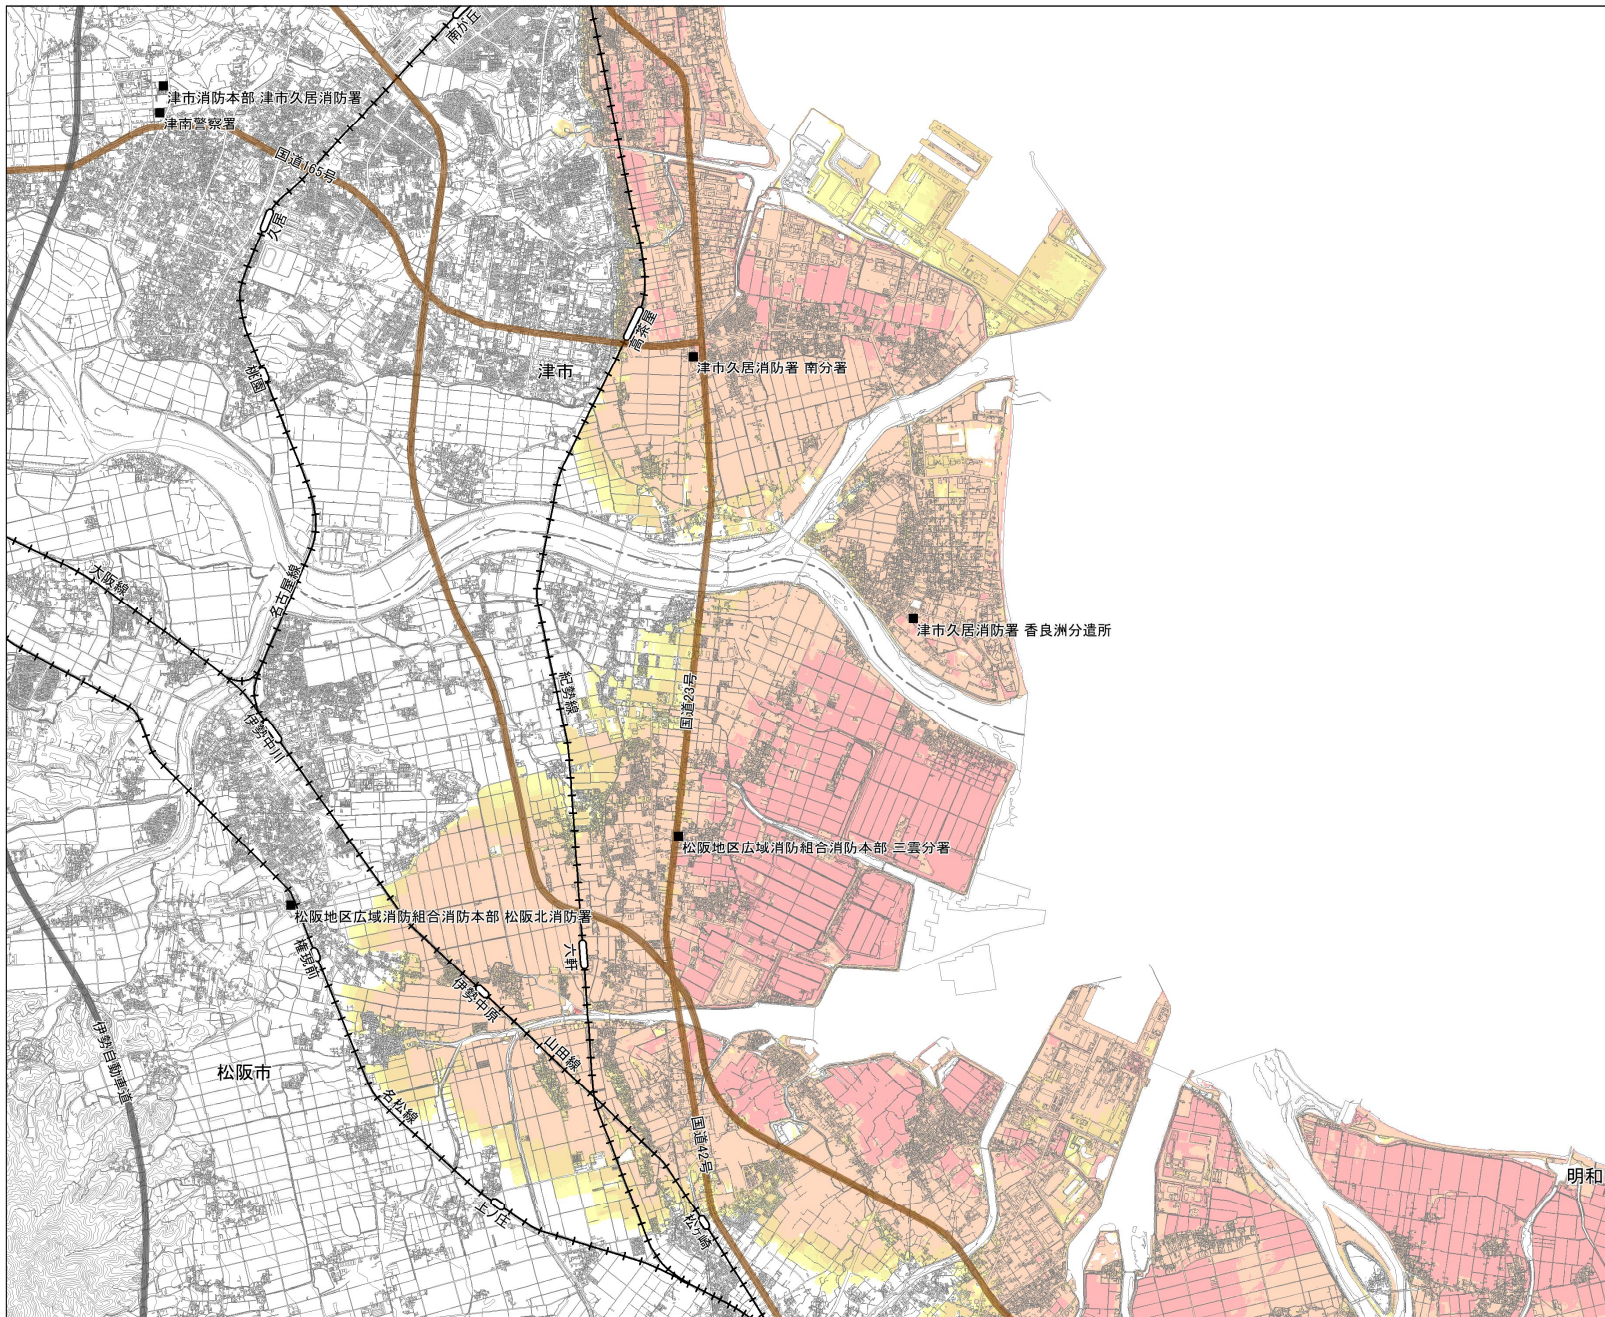 南が丘
津市消防本部 津市久居消防署
津南警察署
国道165号
久居
高茶屋
桃園
津市
津市久居消防署 南分署
大阪線
名古屋線
津市久居消防署 香良洲分遣所
紀勢線
国道23号
伊勢中川
松阪地区広域消防組合消防本部 三雲分署
松阪地区広域消防組合消防本部 松阪北消防署
権現前
六軒
伊勢中原
伊勢自動車道
山田線
松阪市
名松線
国道42号
明和
上ノ庄
松ヶ崎